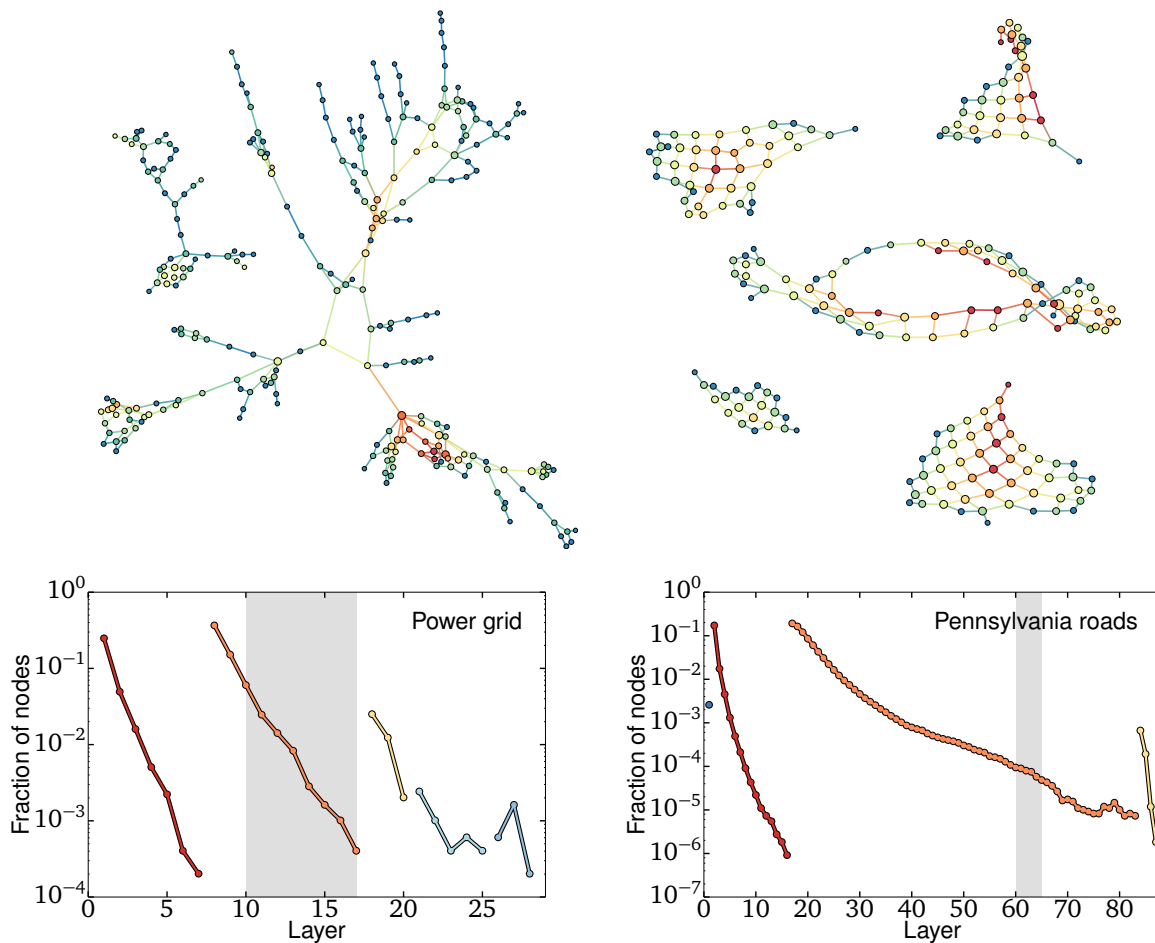 10^0
10^-1
10^-2
10^-3
10^-4
Fraction of nodes
Power grid
0 5 10 15 20 25
Layer
10^0
10^-1
10^-2
10^-3
10^-4
10^-5
10^-6
10^-7
Fraction of nodes
Pennsylvania roads
0 10 20 30 40 50 60 70 80
Layer